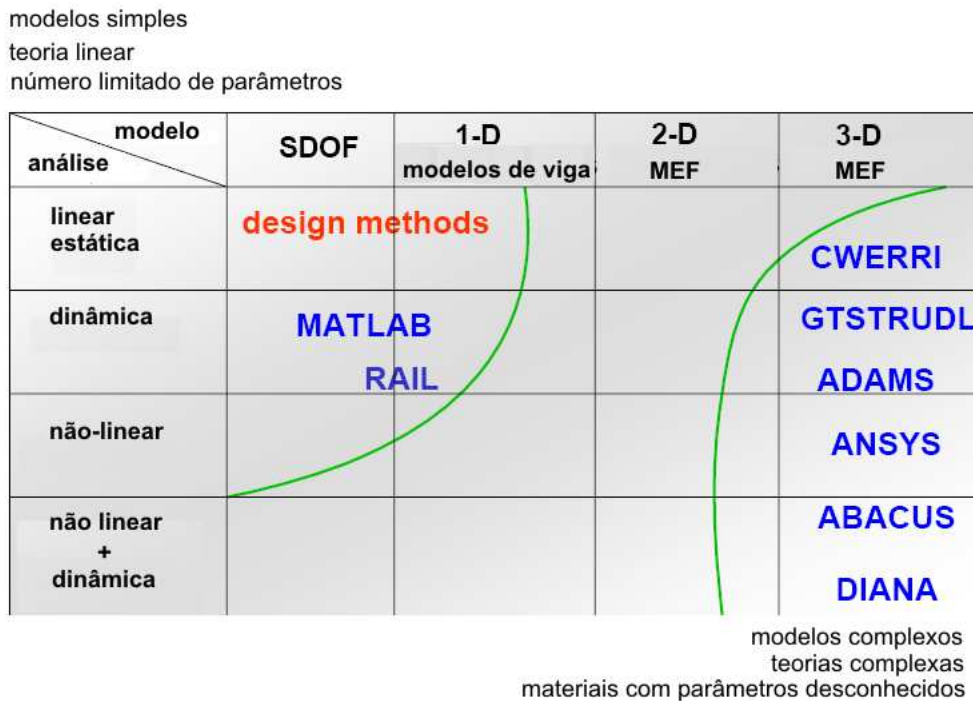 modelos simples
teoria linear
número limitado de parâmetros
modelo
análise
SDOF
1-D
modelos de viga
2-D
MEF
3-D
MEF
linear
estática
design methods
CWERRI
dinâmica
MATLAB
RAIL
GTSTRUDL
ADAMS
não-linear
ANSYS
não linear
+
dinâmica
ABACUS
DIANA
modelos complexos
teorias complexas
materiais com parâmetros desconhecidos